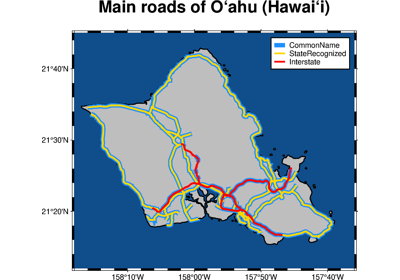 Main roads of Oʻahu (Hawaiʻi)
CommonName
StateRecognized
Interstate
21°40'N
21°30'N
21°20'N
158°10'W
158°00'W
157°50'W
157°40'W